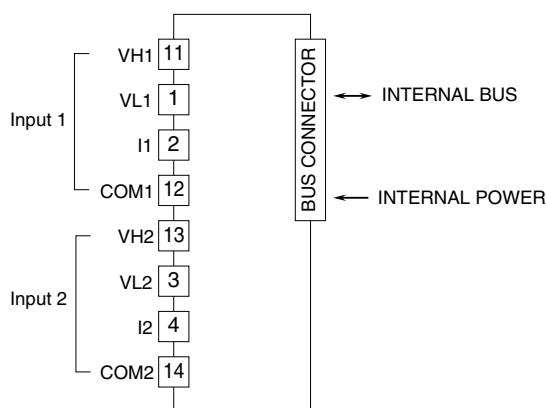 VH1 11
VL1 1
Input 1
I1 2
COM1 12
VH2 13
VL2 3
Input 2
I2 4
COM2 14
BUS CONNECTOR
INTERNAL BUS
INTERNAL POWER